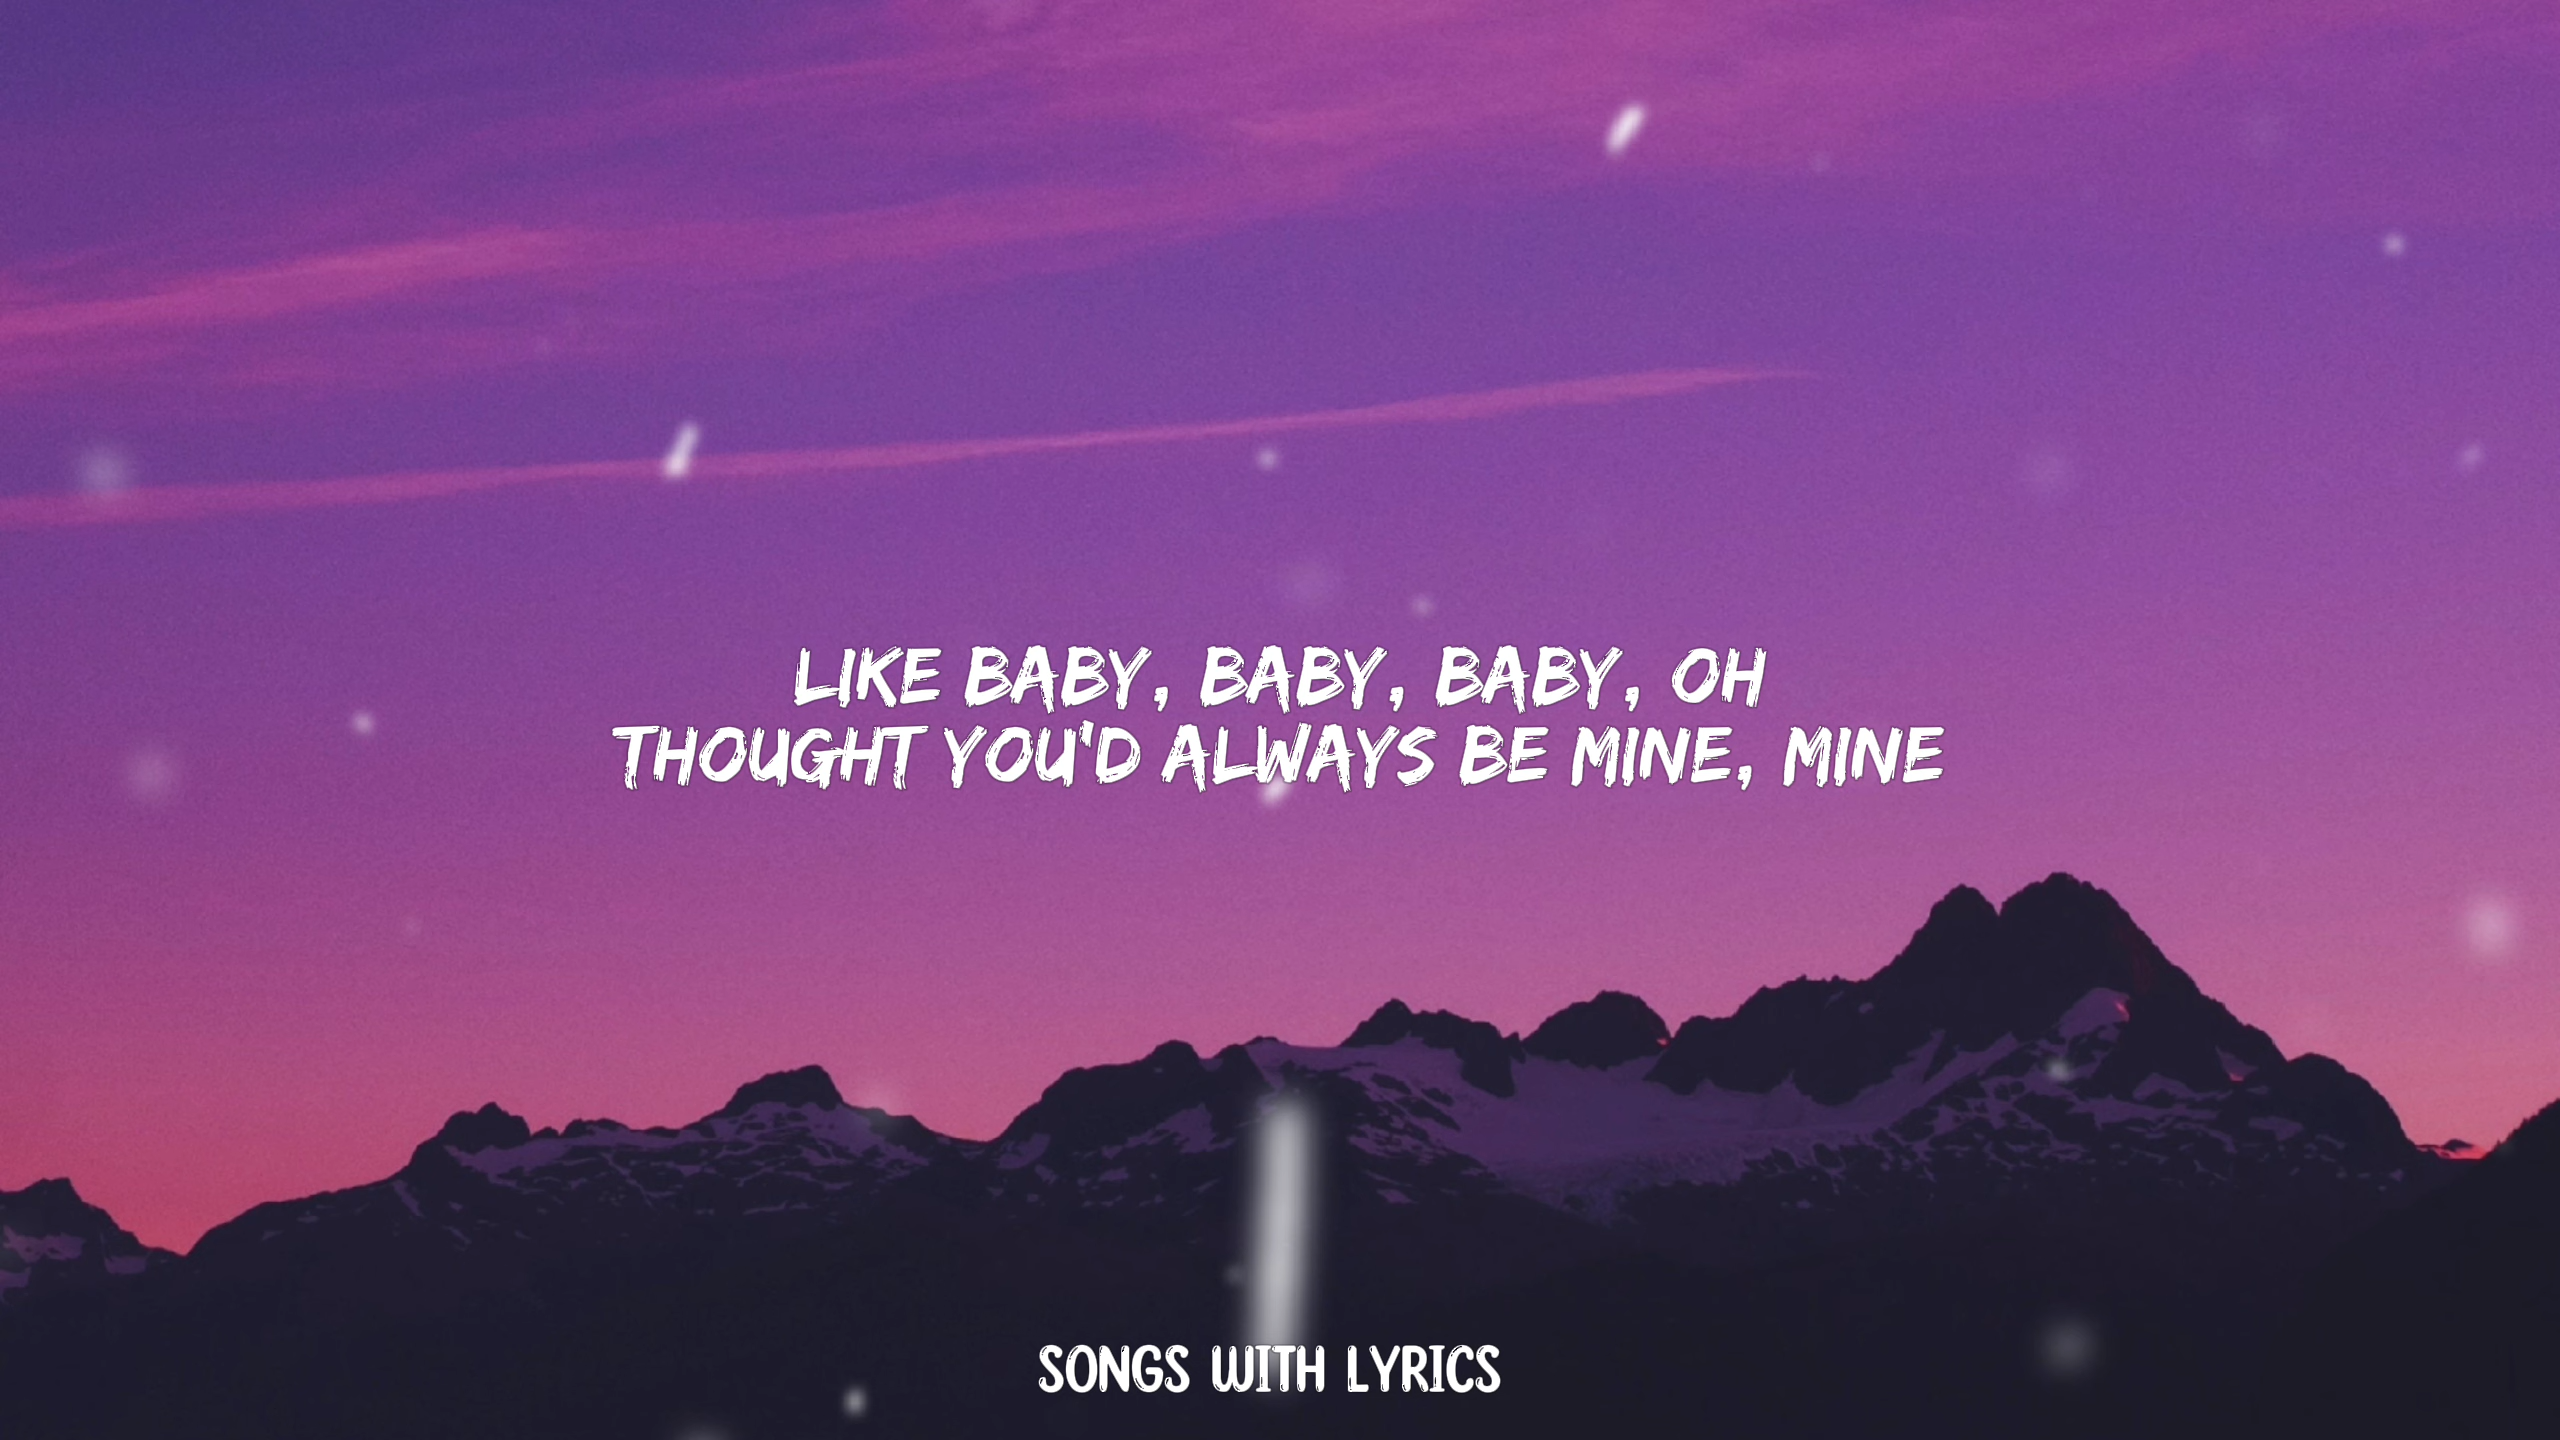 LIKE BABY, BABY, BABY, OH
THOUGHT YOU'D ALWAYS BE MINE, MINE
SONGS WITH LYRICS